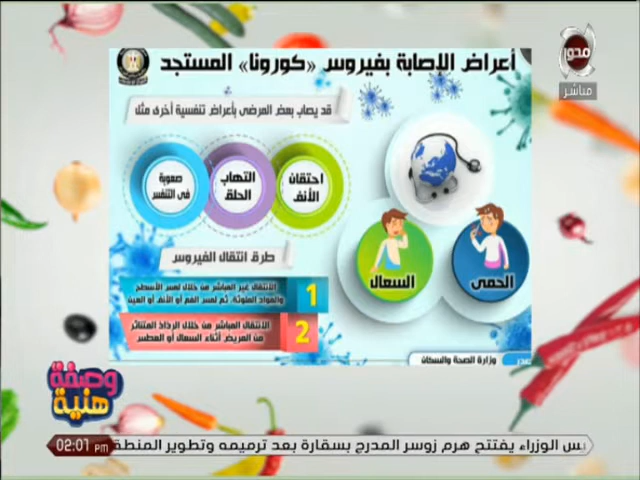 أعراض الإصابة بفيروس «كورونا» المستجد
قد يصاب بعض المرضى بأعراض تنفسية أخرى مثل
احتقان
الأنف
التهاب
الحلق
صعوبة
فى التنفس
الحمى
السعال
طرق انتقال الفيروس
1
الانتقال غير المباشر من خلال لمس الأسطح
والمواد الملوثة، ثم لمس الفم أو الأنف أو العين
2
الانتقال المباشر من خلال الرذاذ المتناثر
من المريض أثناء السعال أو العطس
وزارة الصحة والسكان
محور
مباشر
وصفة
هنية
02:01 PM
يس الوزراء يفتتح هرم زوسر المدرج بسقارة بعد ترميمه وتطوير المنطقة